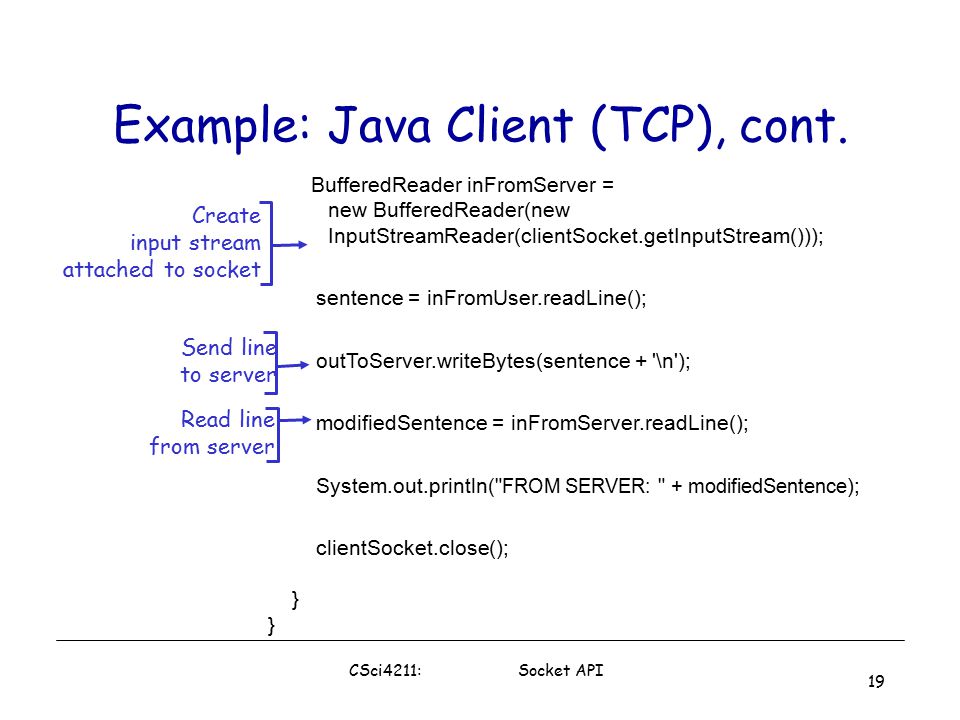 Example: Java Client (TCP), cont.
BufferedReader inFromServer =
new BufferedReader(new
InputStreamReader(clientSocket.getInputStream()));
Create
input stream
attached to socket
sentence = inFromUser.readLine();
Send line
to server
outToServer.writeBytes(sentence + '\n');
Read line
from server
modifiedSentence = inFromServer.readLine();
System.out.println("FROM SERVER: " + modifiedSentence);
clientSocket.close();
}
}
CSci4211: Socket API
19